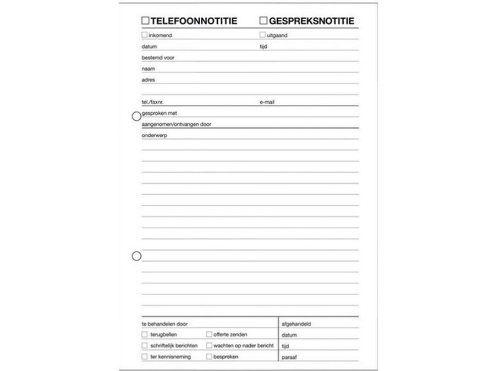 TELEFOONNOTITIE GESPREKSNOTITIE
inkomend uitgaand
datum tijd
bestemd voor
naam
adres
tel./faxnr. e-mail
gesproken met
aangenomen/ontvangen door
onderwerp
te behandelen door afgehandeld
terugbellen offerte zenden datum
schriftelijk berichten wachten op nader bericht tijd
ter kennisneming bespreken paraaf